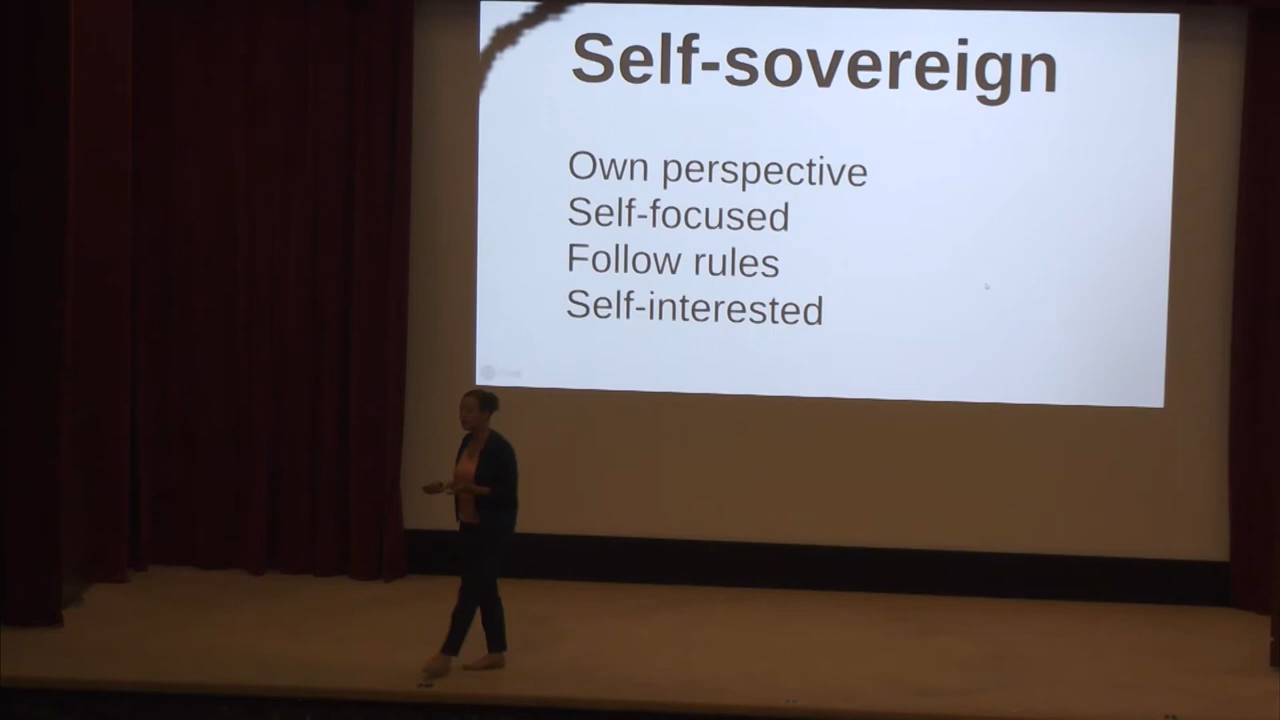 Self-sovereign
Own perspective
Self-focused
Follow rules
Self-interested